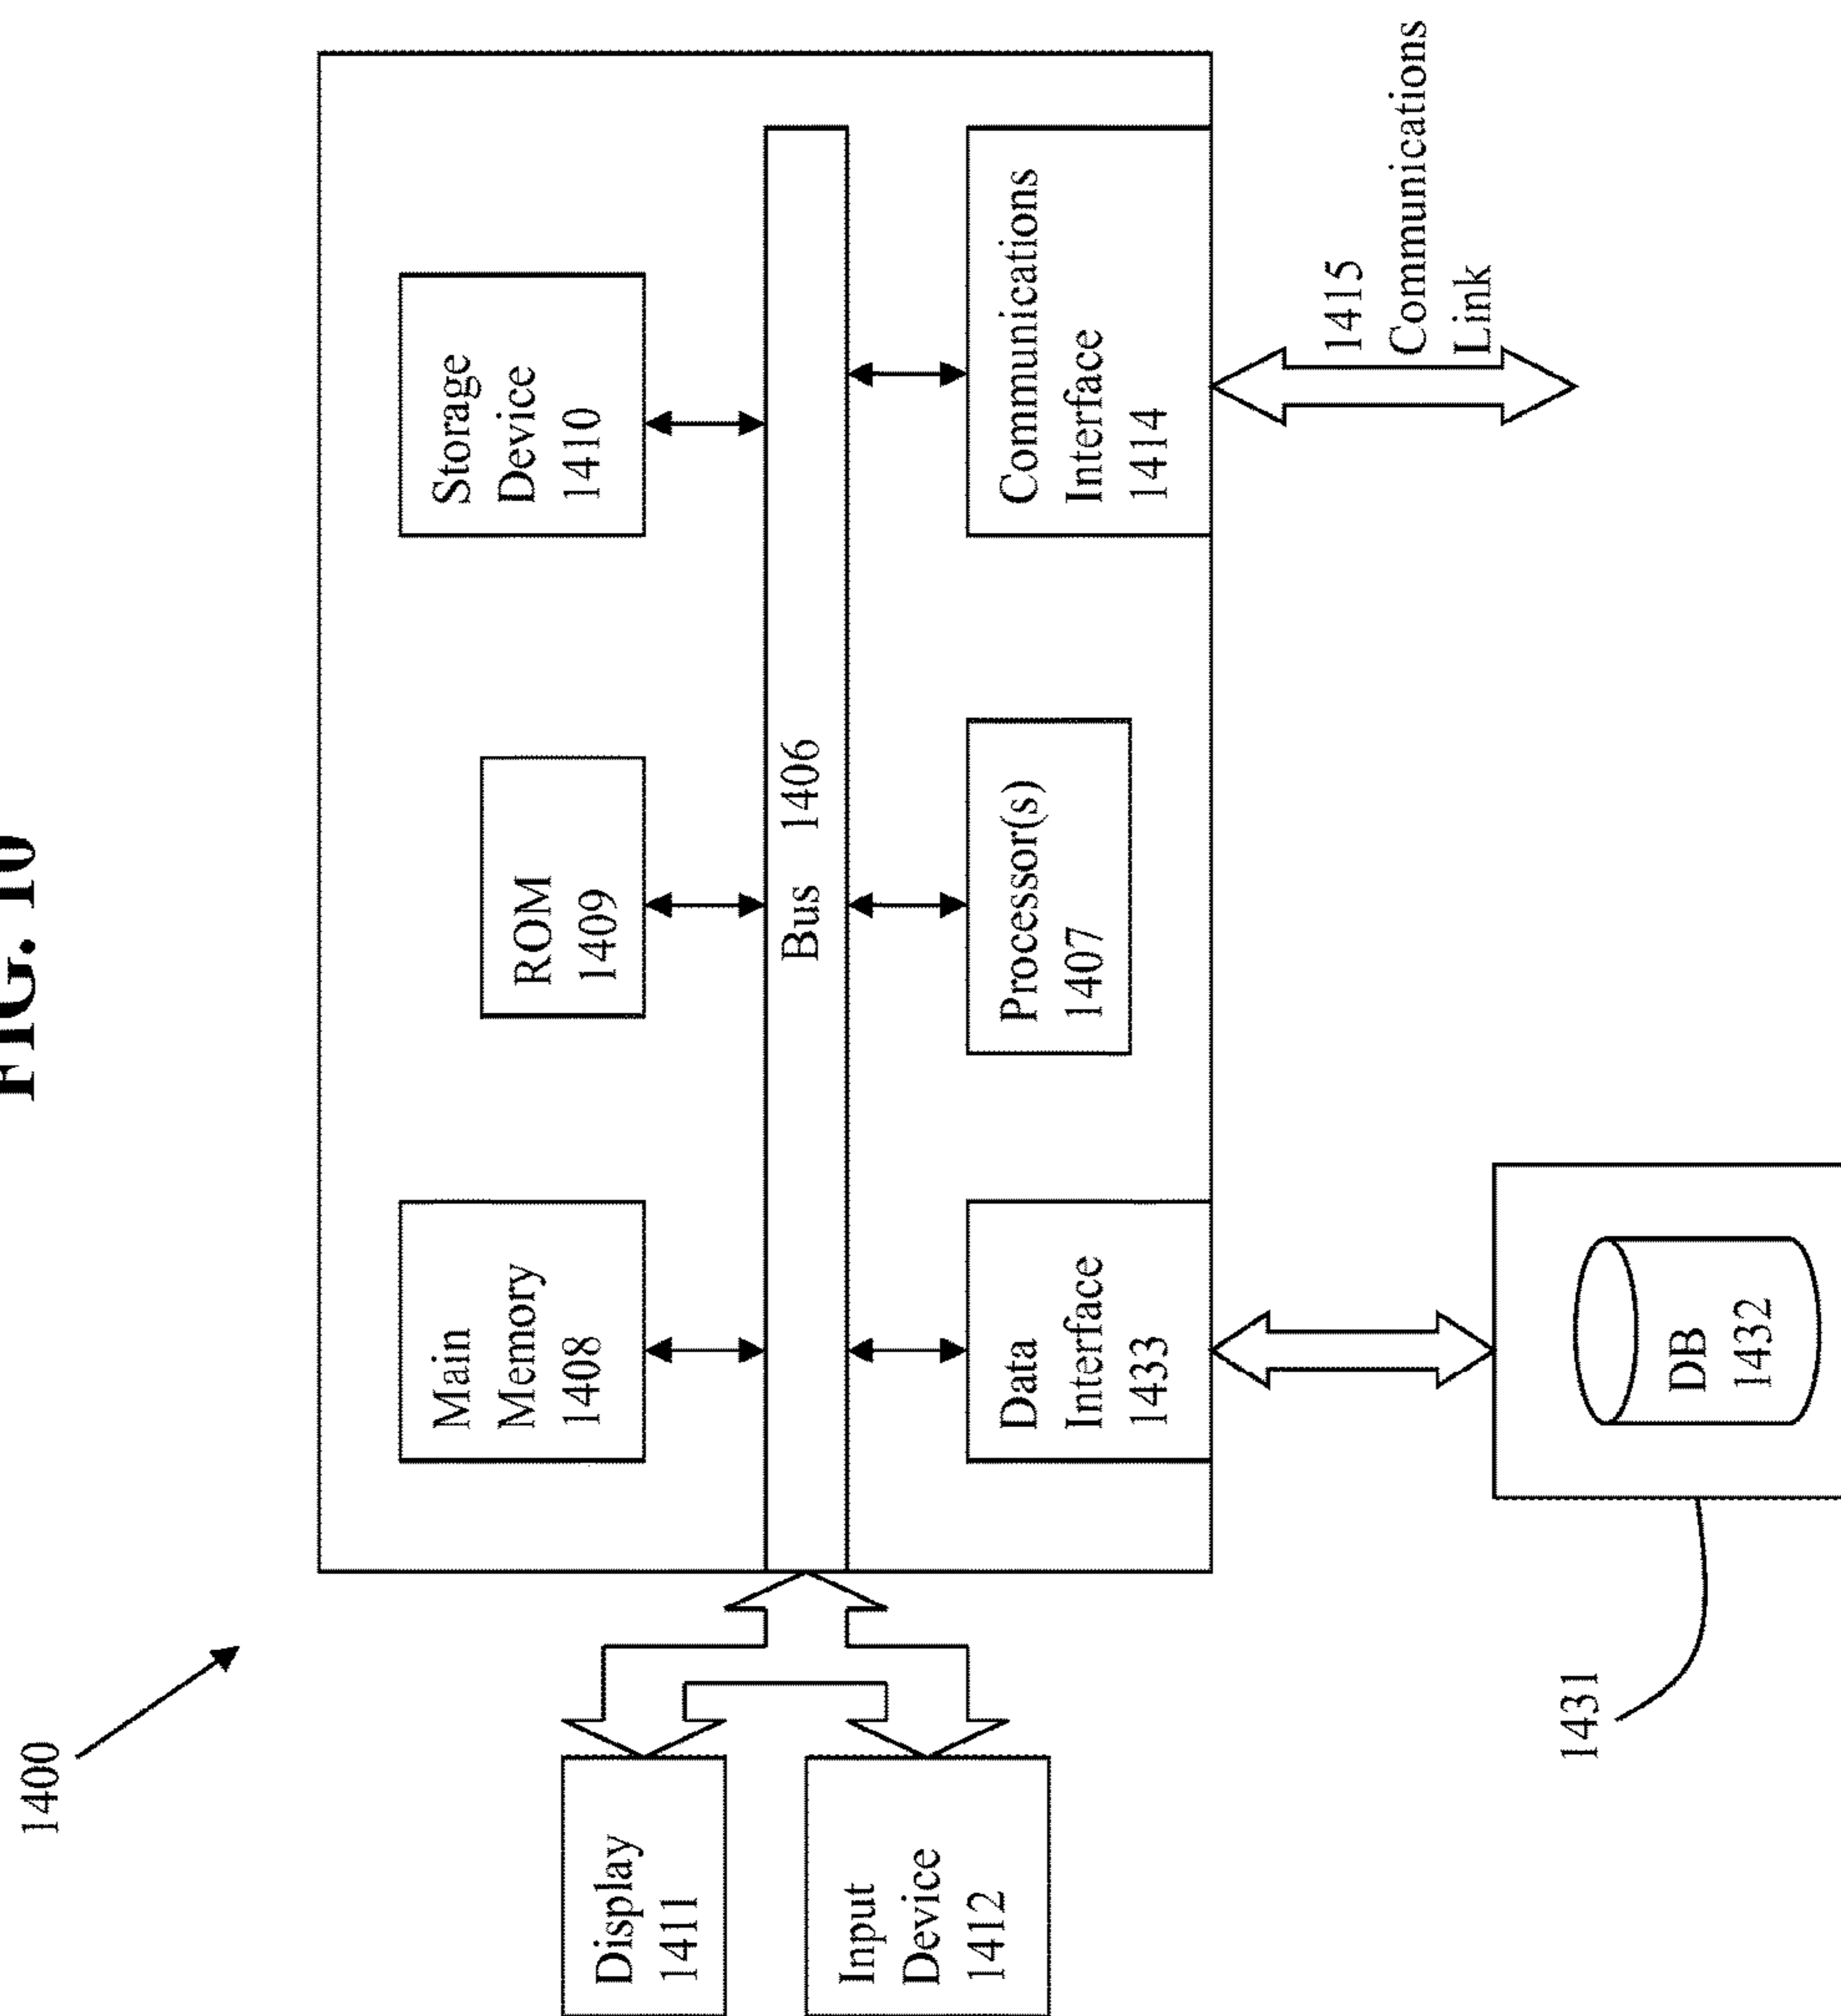 FIG. 10
1400
Main
Memory
1408
ROM
1409
Storage
Device
1410
Display
1411
Bus 1406
Input
Device
1412
Data
Interface
1433
Processor(s)
1407
Communications
Interface
1414
1415
Communications
Link
1431
DB
1432